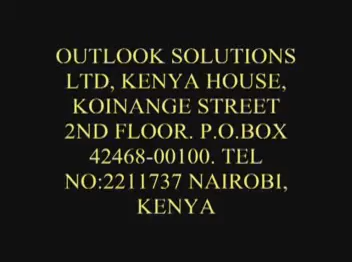 OUTLOOK SOLUTIONS
LTD, KENYA HOUSE,
KOINANGE STREET
2ND FLOOR. P.O.BOX
42468-00100. TEL
NO:2211737 NAIROBI,
KENYA